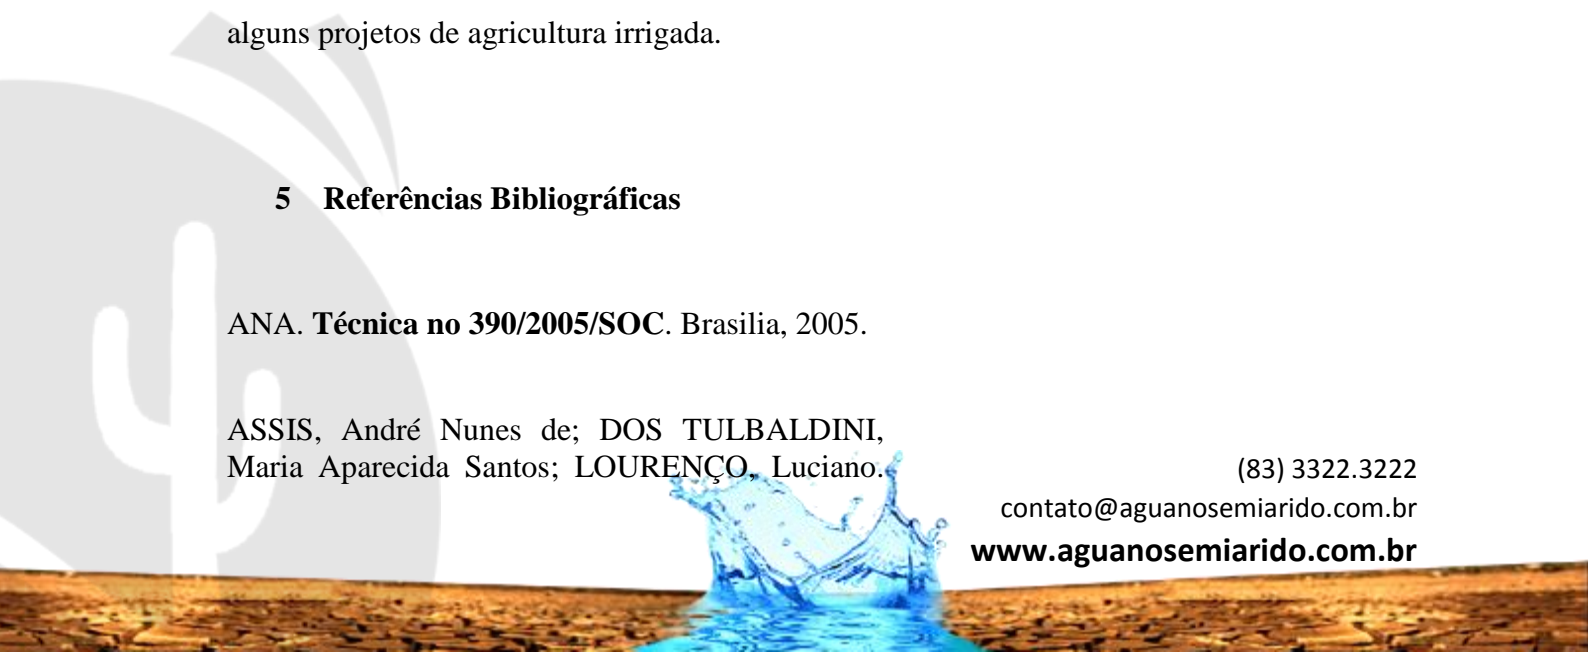 alguns projetos de agricultura irrigada.
5 Referências Bibliográficas
ANA. Técnica no 390/2005/SOC. Brasilia, 2005.
ASSIS, André Nunes de; DOS TULBALDINI,
Maria Aparecida Santos; LOURENÇO, Luciano.
(83) 3322.3222
contato@aguanosemiarido.com.br
www.aguanosemiarido.com.br